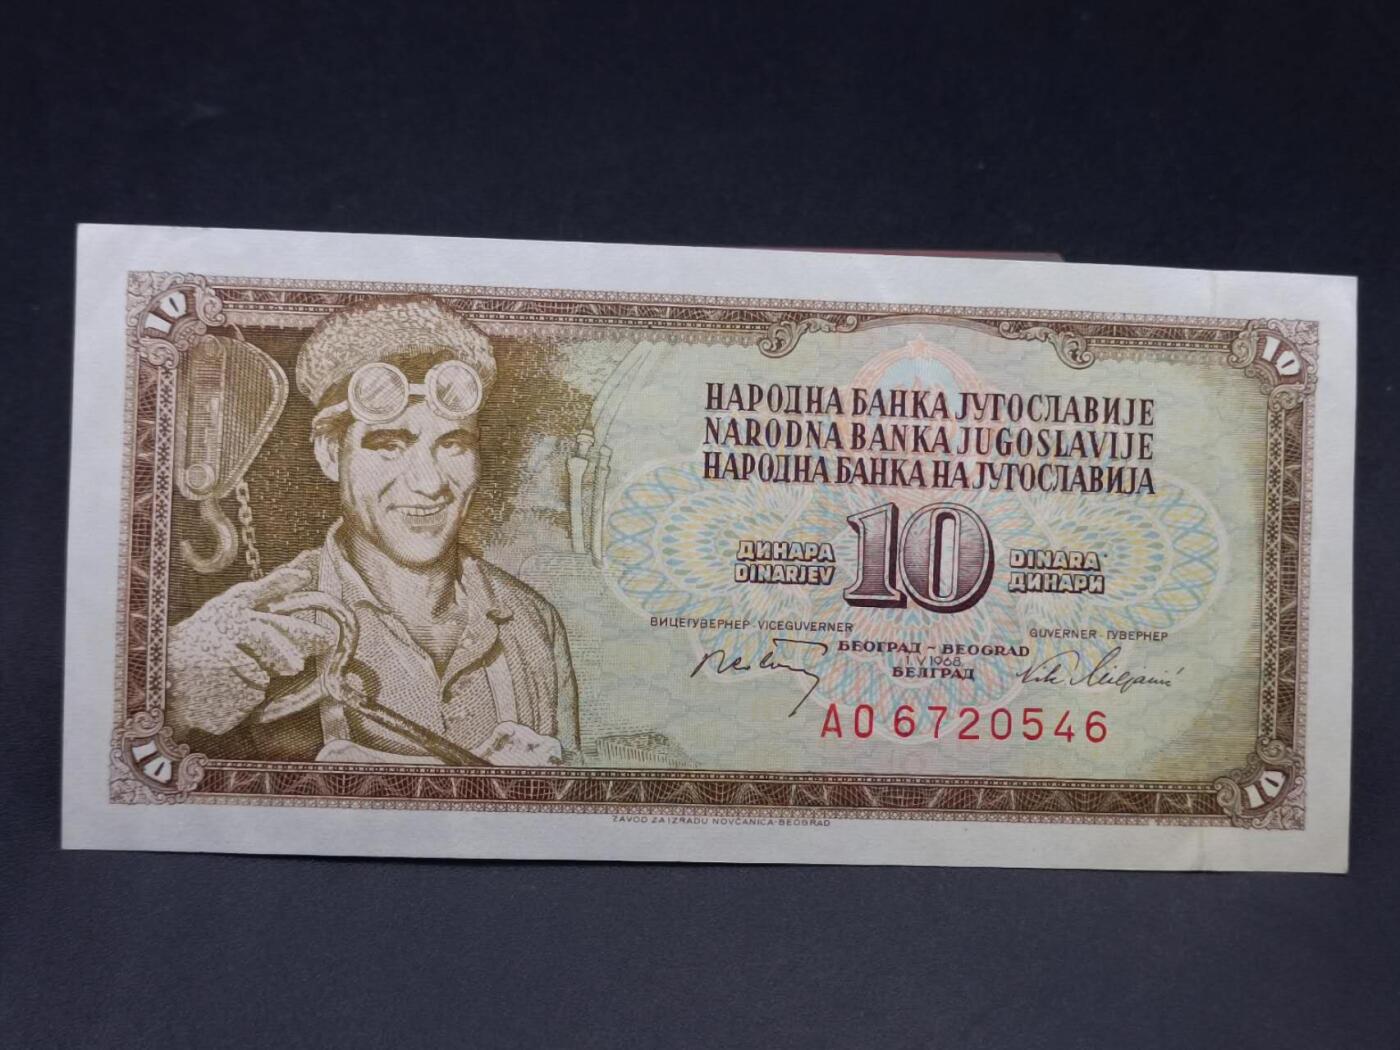 10
10
НАРОДНА БАНКА ЈУГОСЛАВИЈЕ
NARODNA BANKA JUGOSLAVIJE
НАРОДНА БАНКА НА ЈУГОСЛАВИЈА
ДИНАРА 10 DINARA
DINARJEV ДИНАРИ
ВИЦЕГУВЕРНЕР - VICEGUVERNER
GUVERNER - ГУВЕРНЕР
БЕОГРАД ~ BEOGRAD
1.V 1968
БЕЛГРАД
AO 6720546
10
10
ZAVOD ZA IZRADU NOVČANICA-BEOGRAD